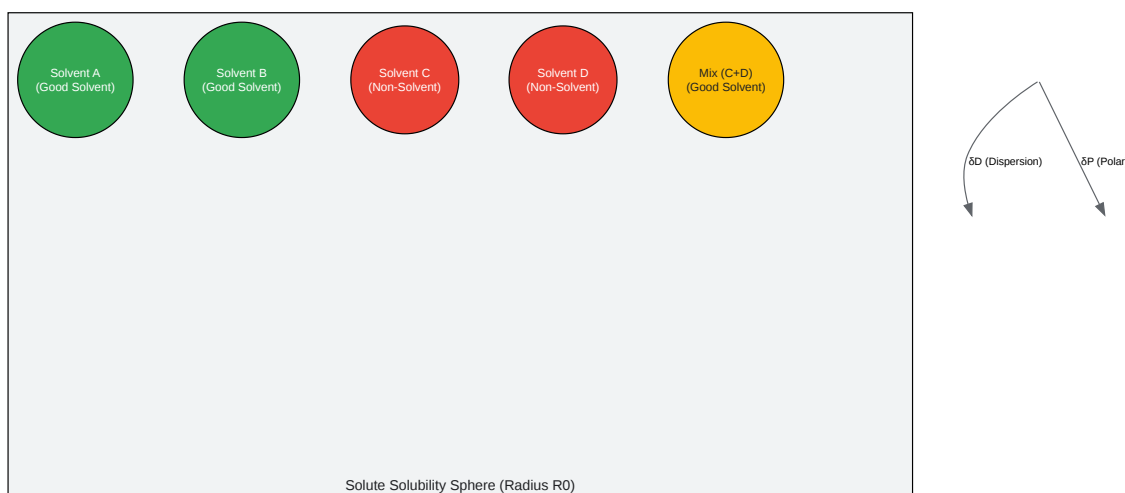 Solvent A
(Good Solvent)
Solvent B
(Good Solvent)
Solvent C
(Non-Solvent)
Solvent D
(Non-Solvent)
Mix (C+D)
(Good Solvent)
δD (Dispersion)
δP (Polar
Solute Solubility Sphere (Radius R0)